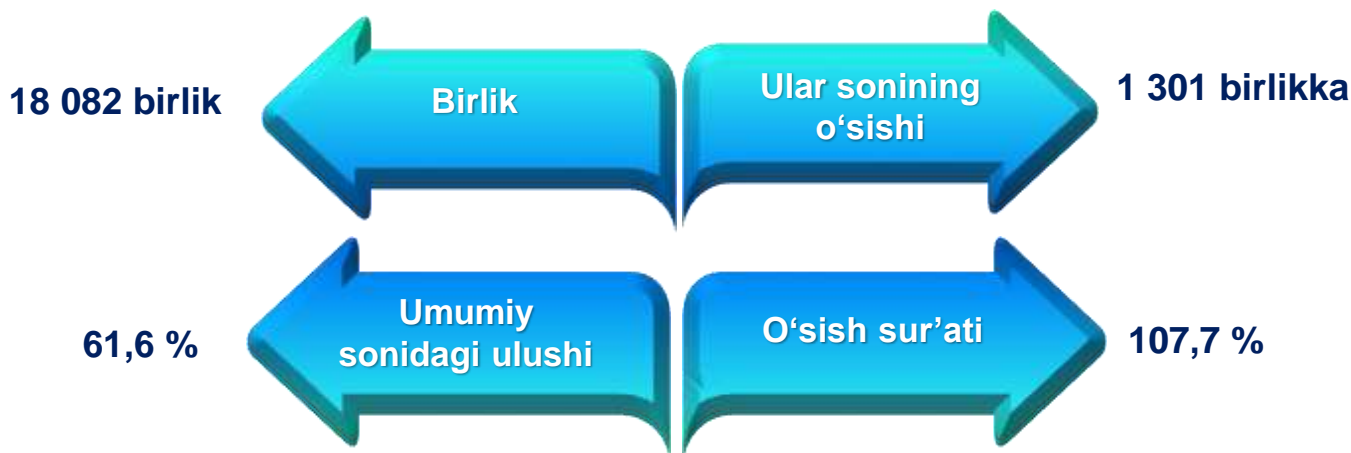 18 082 birlik
Birlik
Ular sonining
o‘sishi
1 301 birlikka
61,6 %
Umumiy
sonidagi ulushi
O‘sish sur’ati
107,7 %